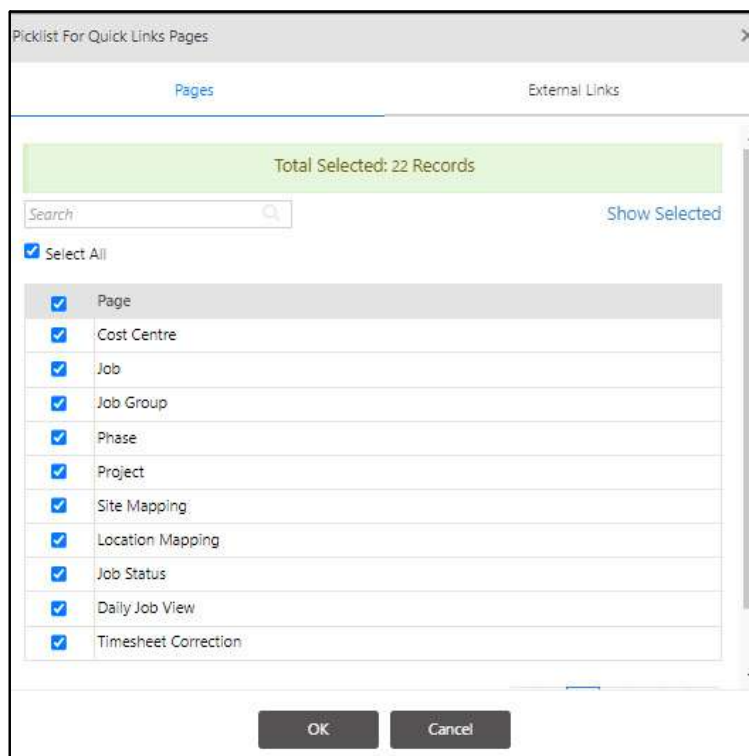 Picklist For Quick Links Pages
Pages External Links
Total Selected: 22 Records
Search Show Selected
Select All
Page
Cost Centre
Job
Job Group
Phase
Project
Site Mapping
Location Mapping
Job Status
Daily Job View
Timesheet Correction
OK Cancel